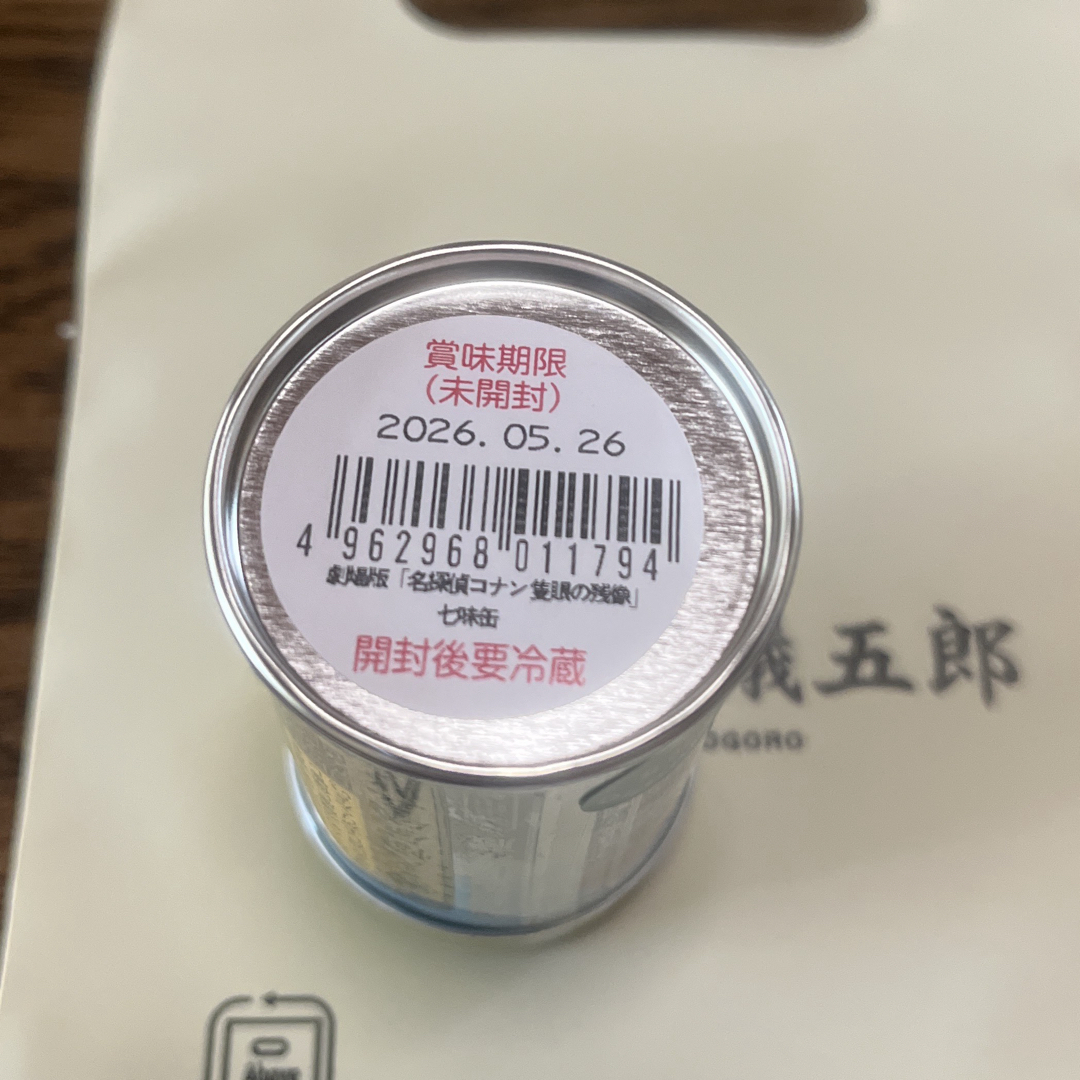 賞味期限
(未開封)
2026. 05. 26
4 962968 011794
劇場版「名探偵コナン 隻眼の残像」
七味缶
開封後要冷蔵
儀五郎
OGORO
Above